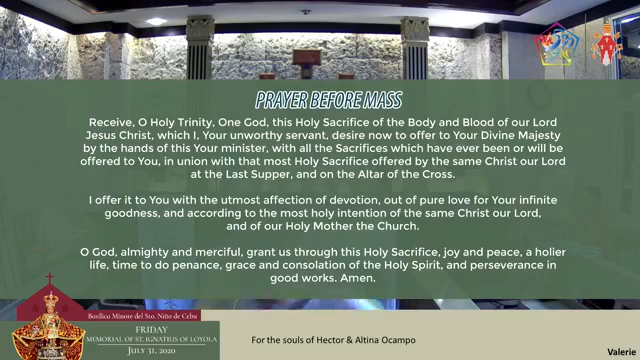 PRAYER BEFORE MASS
Receive, O Holy Trinity, One God, this Holy Sacrifice of the Body and Blood of our Lord
Jesus Christ, which I, Your unworthy servant, desire now to offer to Your Divine Majesty
by the hands of this Your minister, with all the Sacrifices which have ever been or will be
offered to You, in union with that most Holy Sacrifice offered by the same Christ our Lord
at the Last Supper, and on the Altar of the Cross.
I offer it to You with the utmost affection of devotion, out of pure love for Your infinite
goodness, and according to the most holy intention of the same Christ our Lord,
and of our Holy Mother the Church.
O God, almighty and merciful, grant us through this Holy Sacrifice, joy and peace, a holier
life, time to do penance, grace and consolation of the Holy Spirit, and perseverance in
good works. Amen.
Basilica Minore del Sto. Niño de Cebu
FRIDAY
MEMORIAL OF ST. IGNATIUS OF LOYOLA
JULY 31, 2020
For the souls of Hector & Altina Ocampo
Valerie